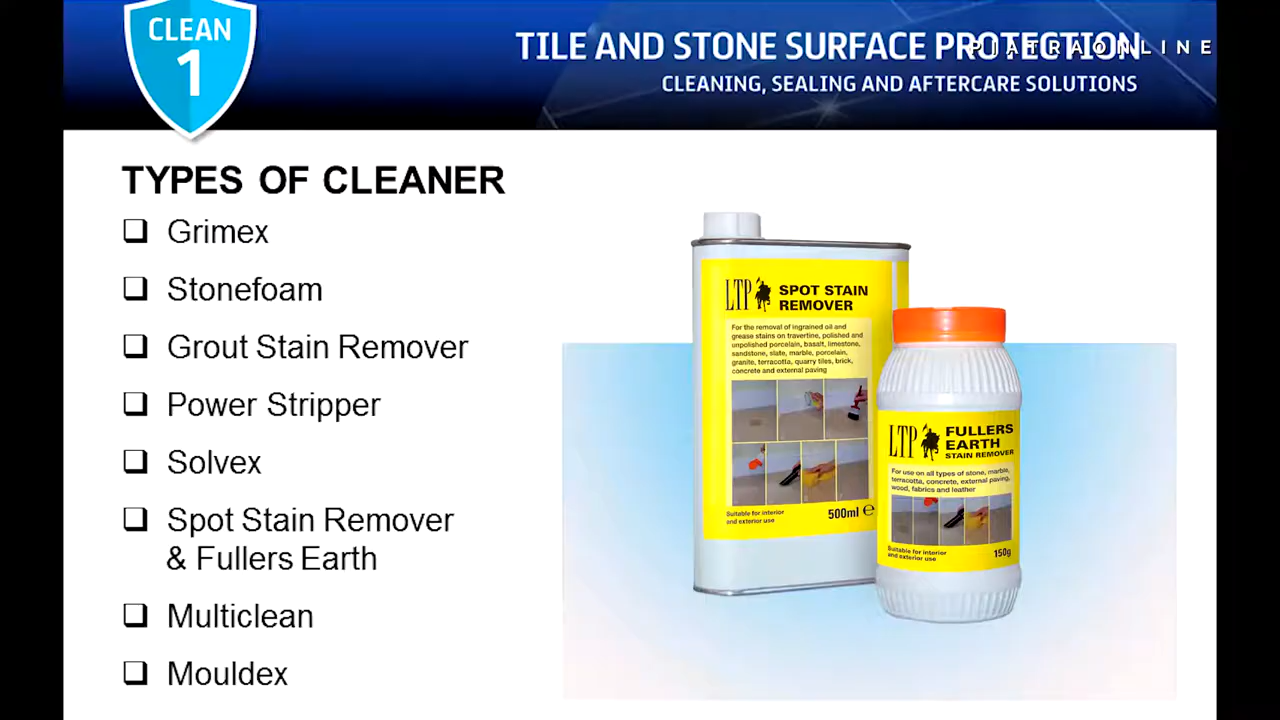 CLEAN
1
TILE AND STONE SURFACE PROTECTION
PIATRAONLINE
CLEANING, SEALING AND AFTERCARE SOLUTIONS
TYPES OF CLEANER
Grimex
Stonefoam
Grout Stain Remover
Power Stripper
Solvex
Spot Stain Remover
& Fullers Earth
Multiclean
Mouldex
LTP
SPOT STAIN
REMOVER
For the removal of ingrained oil and
grease stains on travertine, polished and
unpolished porcelain, basalt, limestone,
sandstone, slate, marble, porcelain,
granite, terracotta, quarry tiles, brick,
concrete and external paving
Suitable for interior
and exterior use
500ml e
LTP
FULLERS
EARTH
STAIN REMOVER
For use on all types of stone, marble,
terracotta, concrete, external paving,
wood, fabrics and leather
Suitable for interior
and exterior use
150g